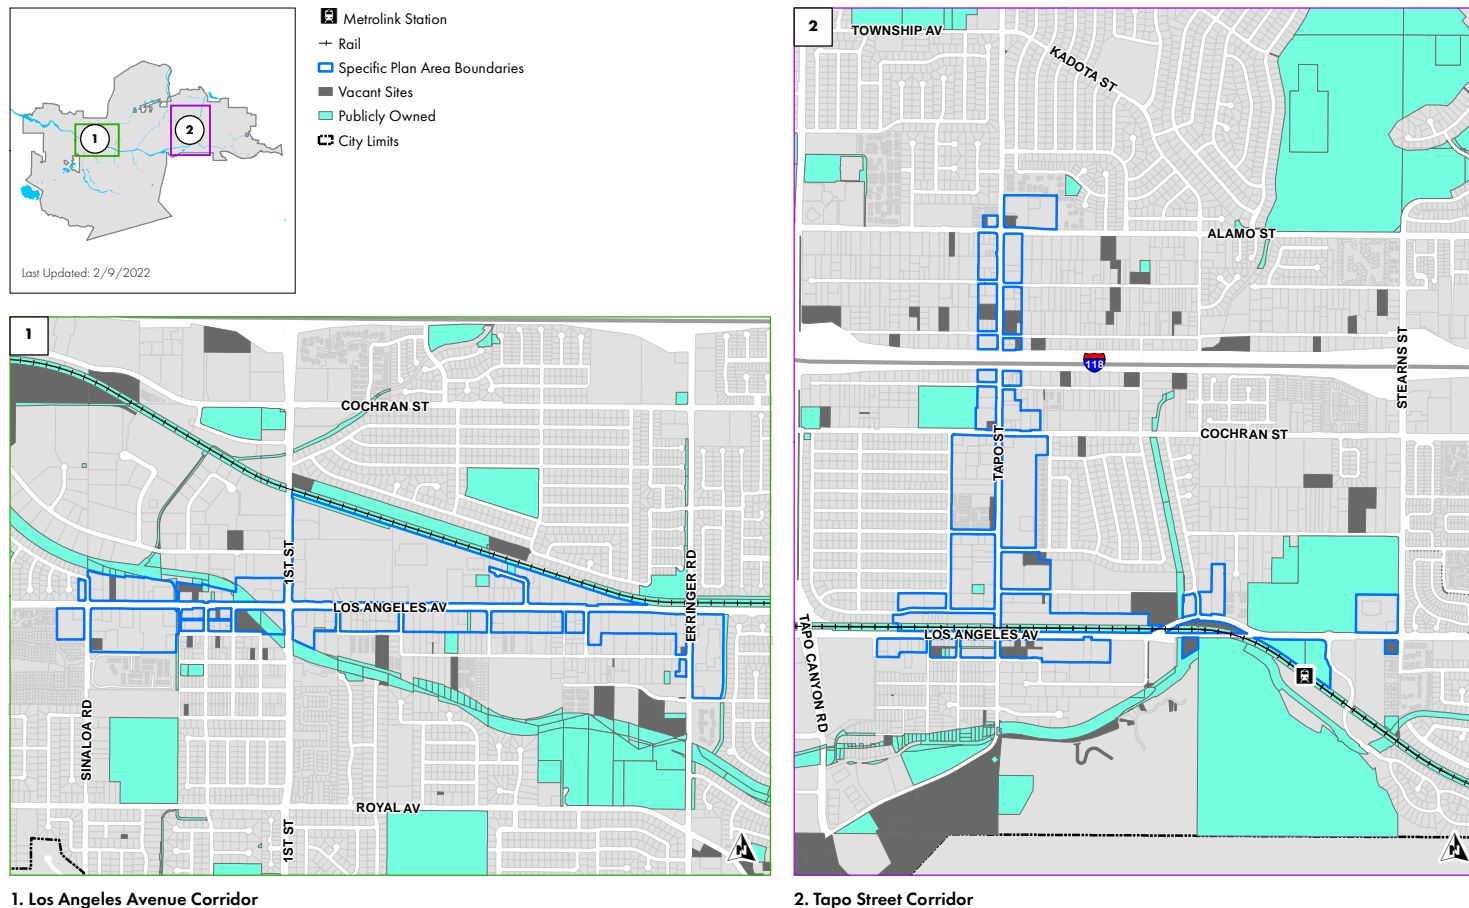 1
2
Last Updated: 2/9/2022
Metrolink Station
Rail
Specific Plan Area Boundaries
Vacant Sites
Publicly Owned
City Limits
1
COCHRAN ST
1ST ST
LOS ANGELES AV
ERRINGER RD
SINALOA RD
ROYAL AV
1ST ST
N
1. Los Angeles Avenue Corridor
2
TOWNSHIP AV
KADOTA ST
ALAMO ST
STEARNS ST
118
COCHRAN ST
TAPO ST
LOS ANGELES AV
TAPO CANYON RD
N
2. Tapo Street Corridor